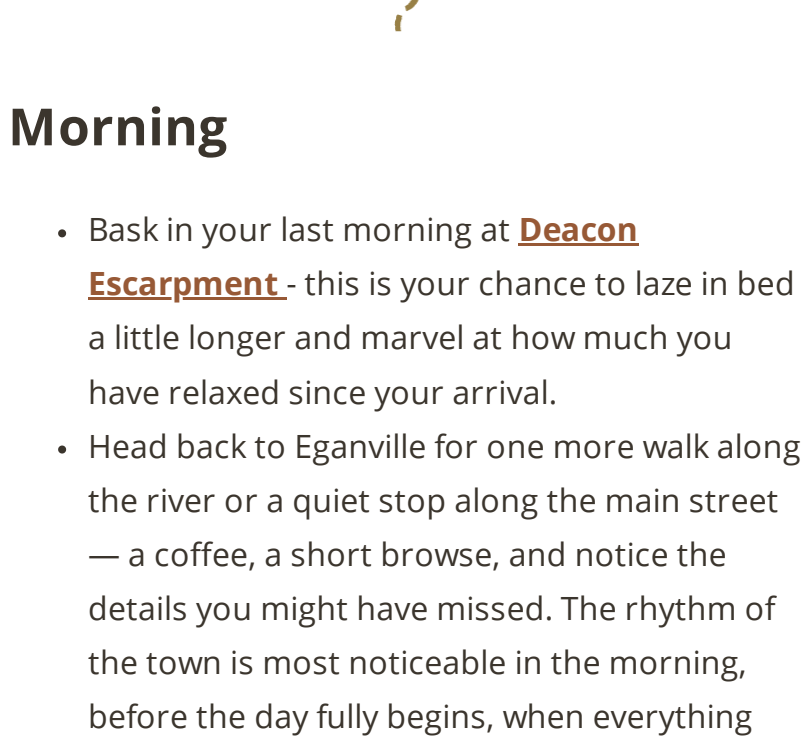 Morning
• Bask in your last morning at Deacon
Escarpment - this is your chance to laze in bed
a little longer and marvel at how much you
have relaxed since your arrival.
• Head back to Eganville for one more walk along
the river or a quiet stop along the main street
— a coffee, a short browse, and notice the
details you might have missed. The rhythm of
the town is most noticeable in the morning,
before the day fully begins, when everything